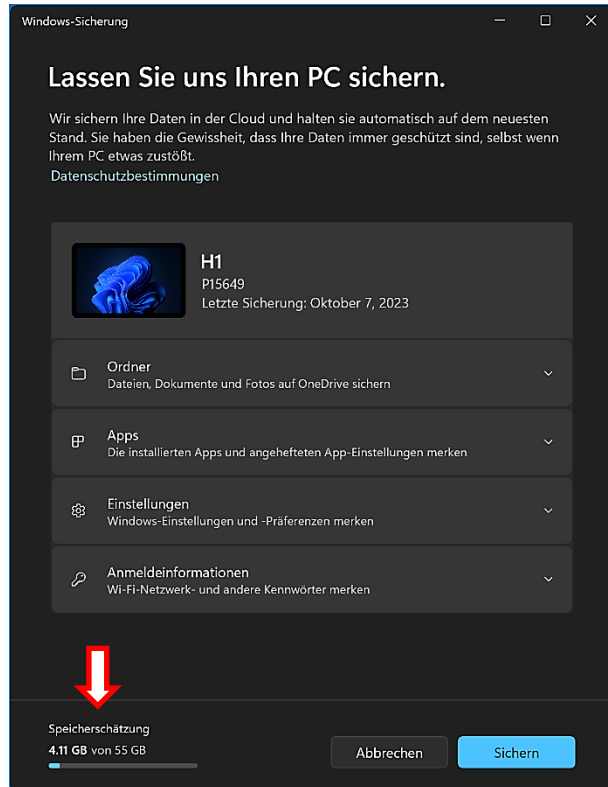 Windows-Sicherung
Lassen Sie uns Ihren PC sichern.
Wir sichern Ihre Daten in der Cloud und halten sie automatisch auf dem neuesten
Stand. Sie haben die Gewissheit, dass Ihre Daten immer geschützt sind, selbst wenn
Ihrem PC etwas zustößt.
Datenschutzbestimmungen
H1
P15649
Letzte Sicherung: Oktober 7, 2023
Ordner
Dateien, Dokumente und Fotos auf OneDrive sichern
Apps
Die installierten Apps und angehefteten App-Einstellungen merken
Einstellungen
Windows-Einstellungen und -Präferenzen merken
Anmeldeinformationen
Wi-Fi-Netzwerk- und andere Kennwörter merken
Speicherschätzung
4.11 GB von 55 GB
Abbrechen
Sichern